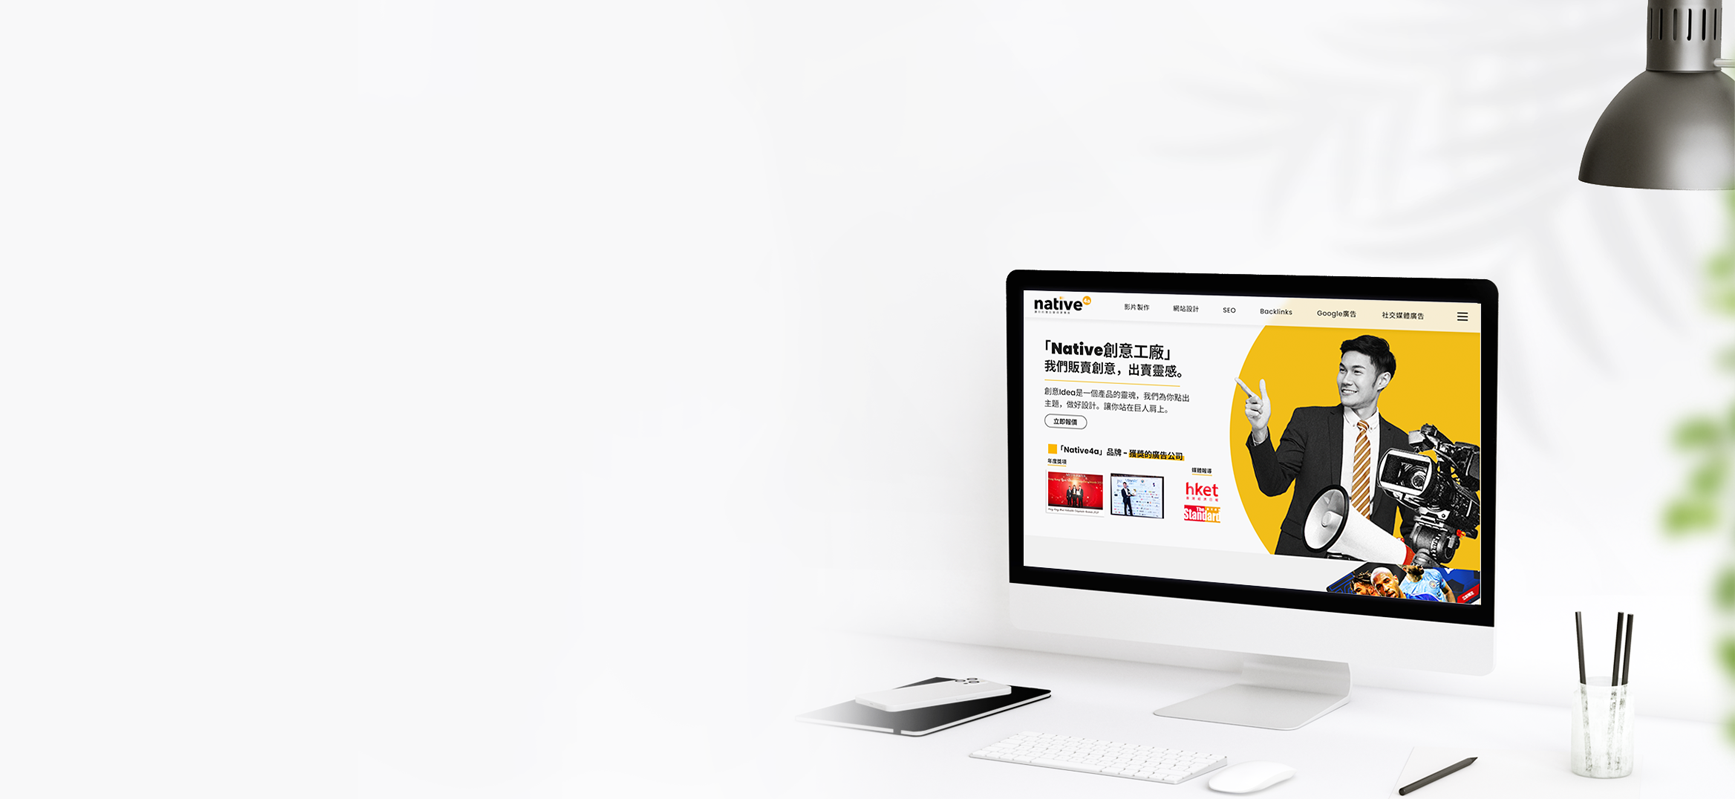 native4a
影片製作
網站設計
SEO
Backlinks
Google廣告
社交媒體廣告
「Native創意工廠」
我們販賣創意，出賣靈感。
創意Idea是一個產品的靈魂，我們為你點出
主題，做好設計。讓你站在巨人肩上。
立即報價
「Native4a」品牌 - 獲獎的廣告公司
年度獎項
媒體報導
hket
The
Standard